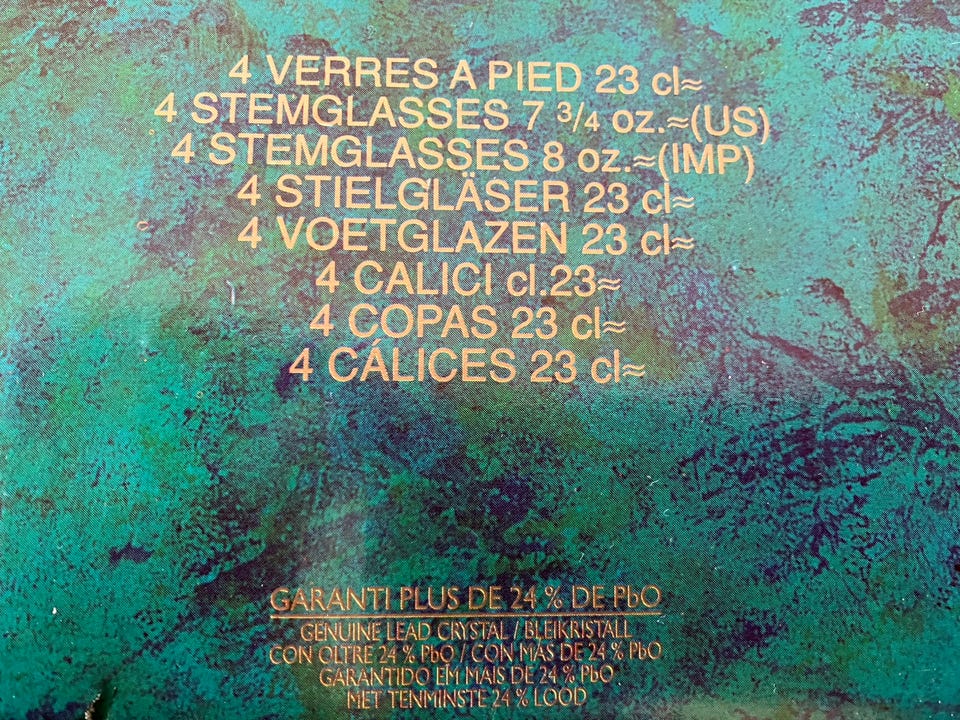 4 VERRES A PIED 23 cl≈
4 STEMGLASSES 7 3/4 oz.≈(US)
4 STEMGLASSES 8 oz.≈(IMP)
4 STIELGLÄSER 23 cl≈
4 VOETGLAZEN 23 cl≈
4 CALICI cl.23≈
4 COPAS 23 cl≈
4 CÁLICES 23 cl≈
GARANTI PLUS DE 24 % DE PbO
GENUINE LEAD CRYSTAL / BLEIKRISTALL
CON OLTRE 24 % PbO / CON MÁS DE 24 % PbO
GARANTIDO EM MAIS DE 24 % PbO
MET TENMINSTE 24 % LOOD